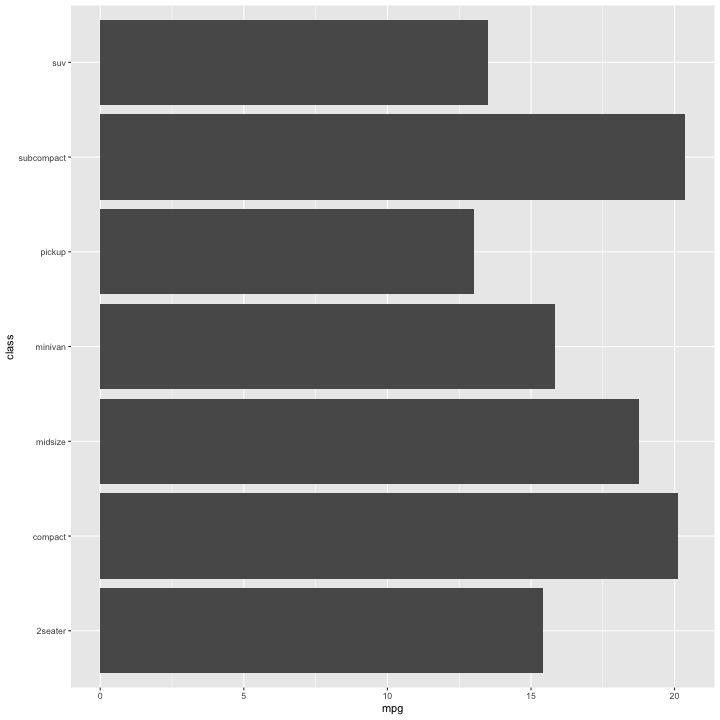 suv
subcompact
pickup
minivan
midsize
compact
2seater
class
0 5 10 15 20
mpg